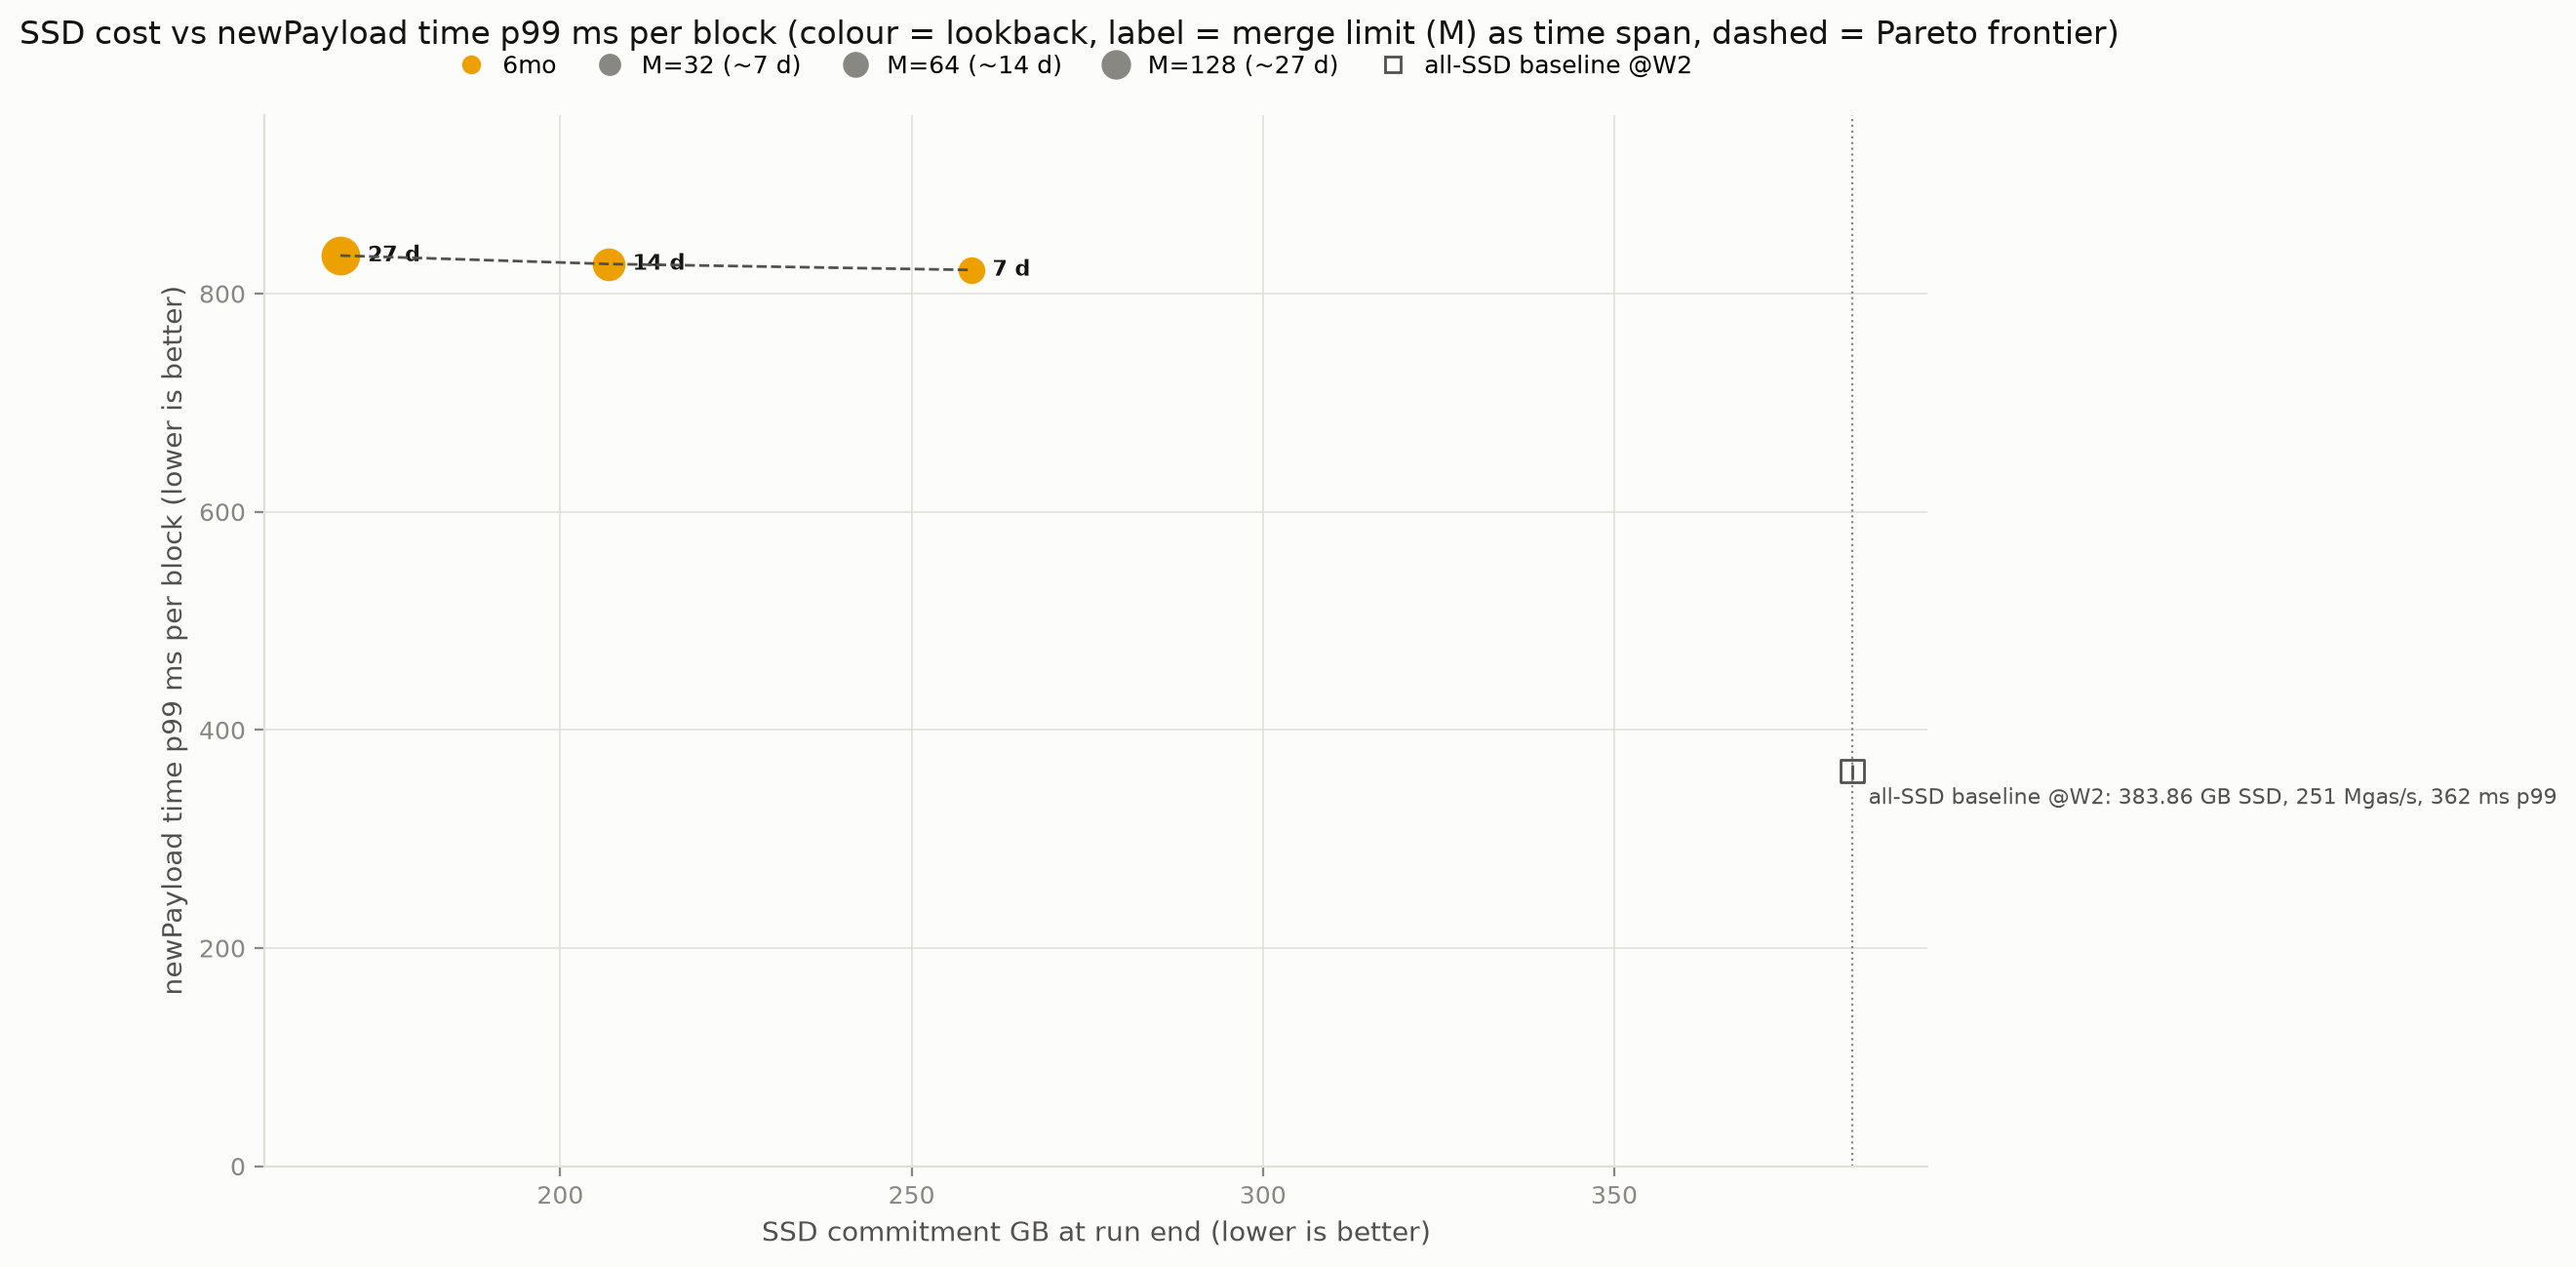 SSD cost vs newPayload time p99 ms per block (colour = lookback, label = merge limit (M) as time span, dashed = Pareto frontier)
6mo M=32 (~7 d) M=64 (~14 d) M=128 (~27 d) all-SSD baseline @W2
newPayload time p99 ms per block (lower is better)
800
600
400
200
0
27 d
14 d
7 d
all-SSD baseline @W2: 383.86 GB SSD, 251 Mgas/s, 362 ms p99
200 250 300 350
SSD commitment GB at run end (lower is better)